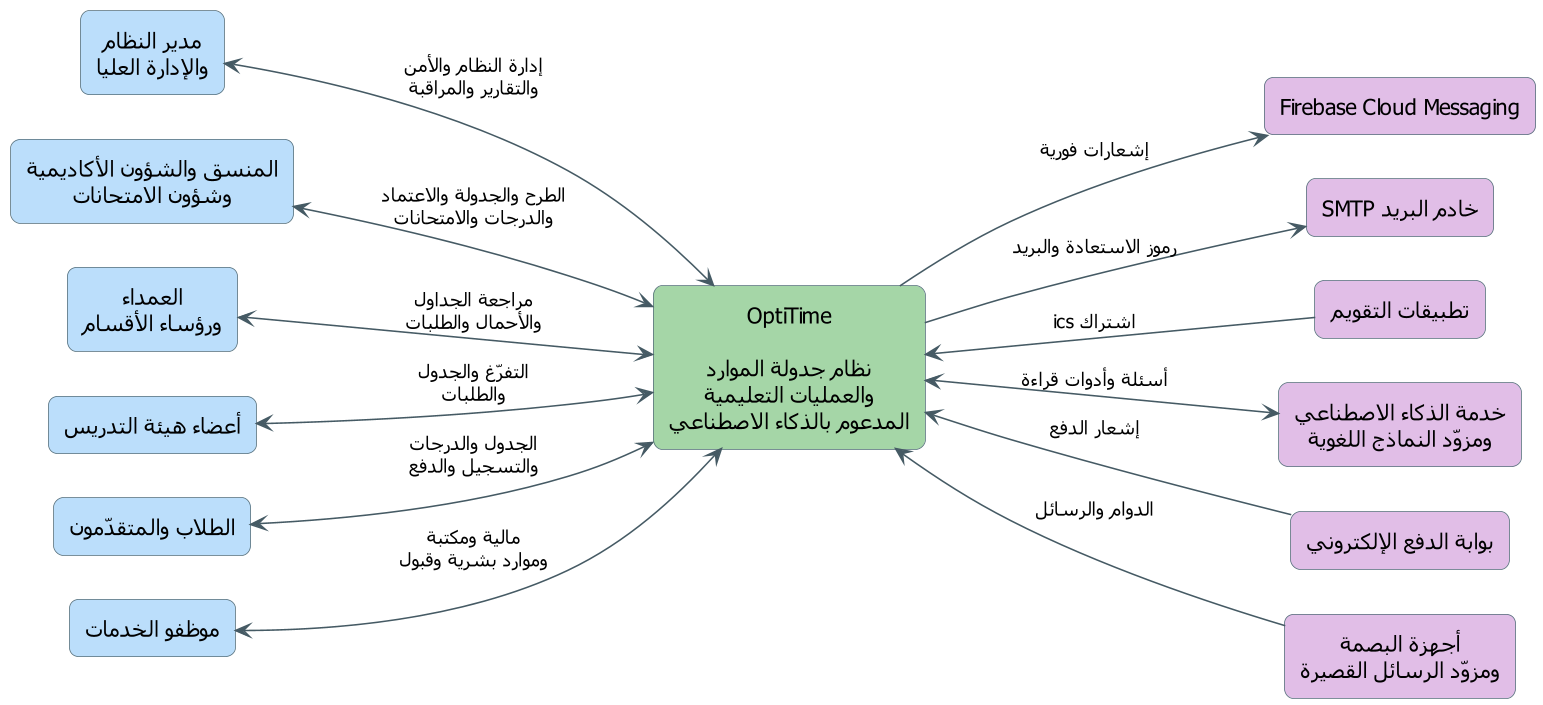 مدير النظام
والإدارة العليا
إدارة النظام والأمن
والتقارير والمراقبة
المنسق والشؤون الأكاديمية
وشؤون الامتحانات
الطرح والجدولة والاعتماد
والدرجات والامتحانات
العمداء
ورؤساء الأقسام
مراجعة الجداول
والأحمال والطلبات
أعضاء هيئة التدريس
التفرّغ والجدول
والطلبات
الطلاب والمتقدّمون
الجدول والدرجات
والتسجيل والدفع
موظفو الخدمات
مالية ومكتبة
وموارد بشرية وقبول
OptiTime
نظام جدولة الموارد
والعمليات التعليمية
المدعوم بالذكاء الاصطناعي
إشعارات فورية
Firebase Cloud Messaging
رموز الاستعادة والبريد
خادم البريد SMTP
اشتراك ics
تطبيقات التقويم
أسئلة وأدوات قراءة
خدمة الذكاء الاصطناعي
ومزوّد النماذج اللغوية
إشعار الدفع
بوابة الدفع الإلكتروني
الدوام والرسائل
أجهزة البصمة
ومزوّد الرسائل القصيرة